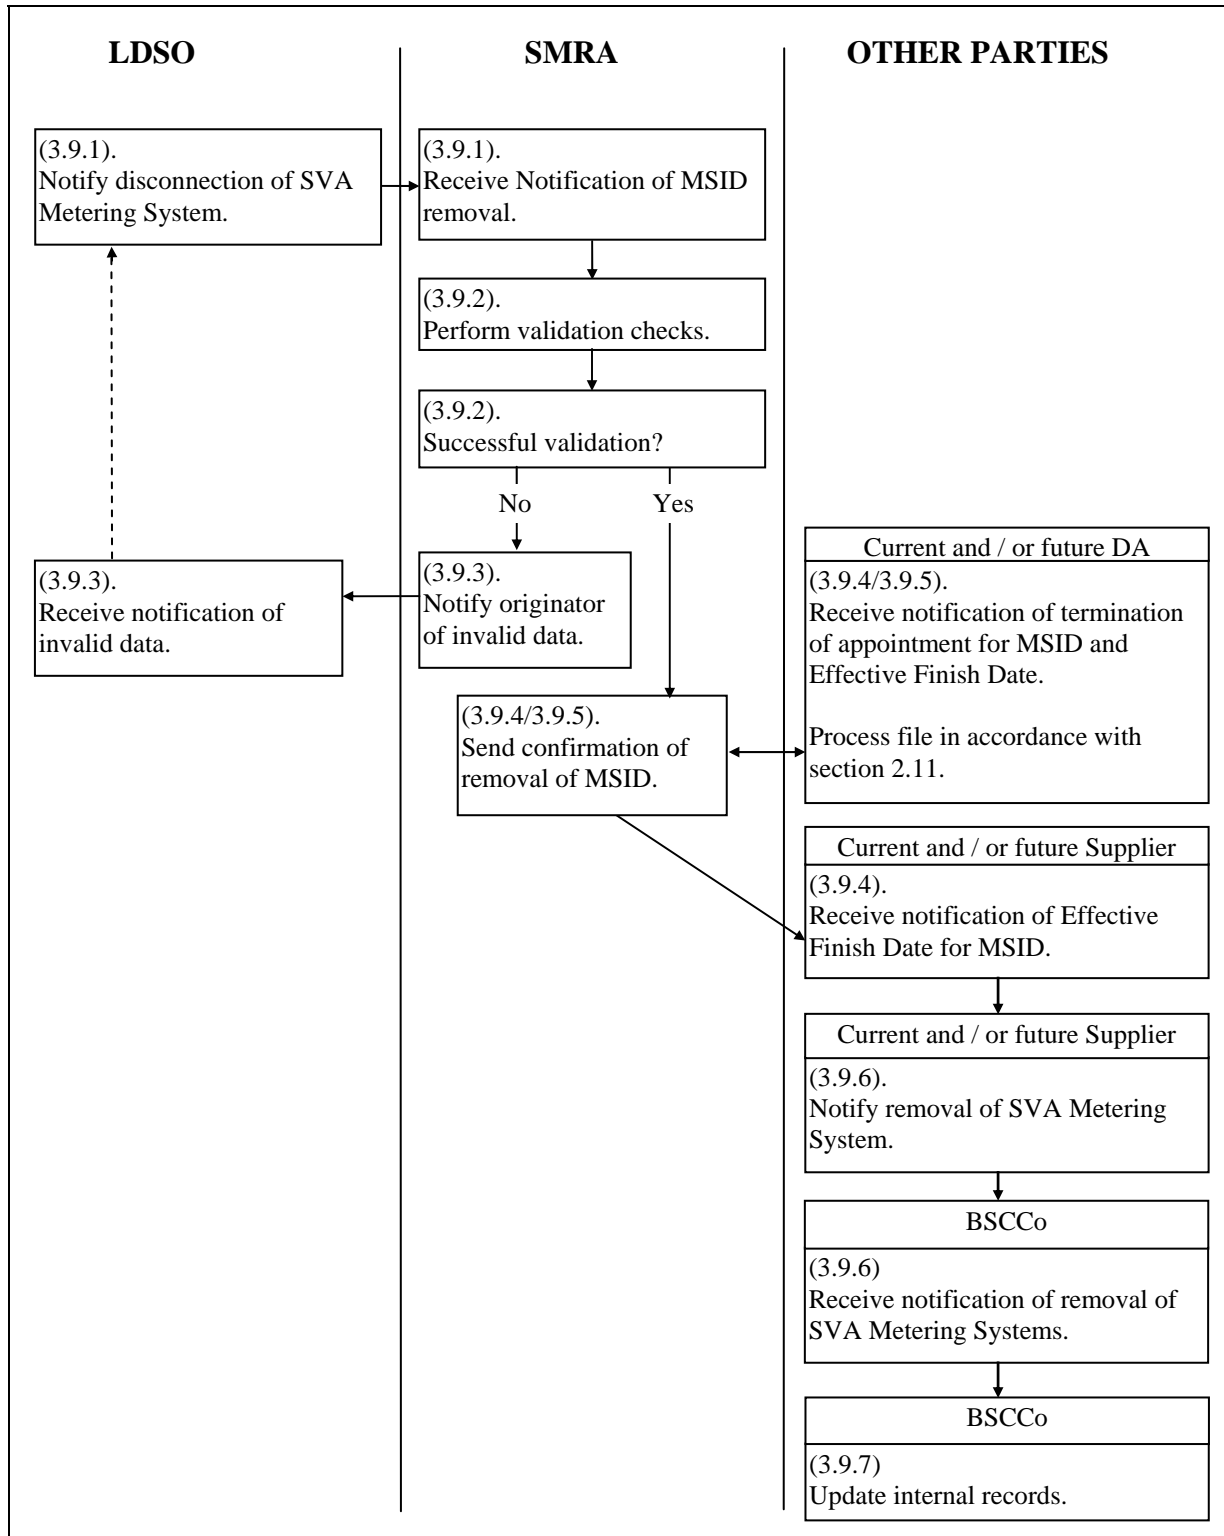 LDSO
SMRA
OTHER PARTIES
(3.9.1).
Notify disconnection of SVA
Metering System.
(3.9.1).
Receive Notification of MSID
removal.
(3.9.2).
Perform validation checks.
(3.9.2).
Successful validation?
No
Yes
(3.9.3).
Receive notification of
invalid data.
(3.9.3).
Notify originator
of invalid data.
Current and / or future DA
(3.9.4/3.9.5).
Receive notification of termination
of appointment for MSID and
Effective Finish Date.
Process file in accordance with
section 2.11.
(3.9.4/3.9.5).
Send confirmation of
removal of MSID.
Current and / or future Supplier
(3.9.4).
Receive notification of Effective
Finish Date for MSID.
Current and / or future Supplier
(3.9.6).
Notify removal of SVA Metering
System.
BSCCo
(3.9.6)
Receive notification of removal of
SVA Metering Systems.
BSCCo
(3.9.7)
Update internal records.